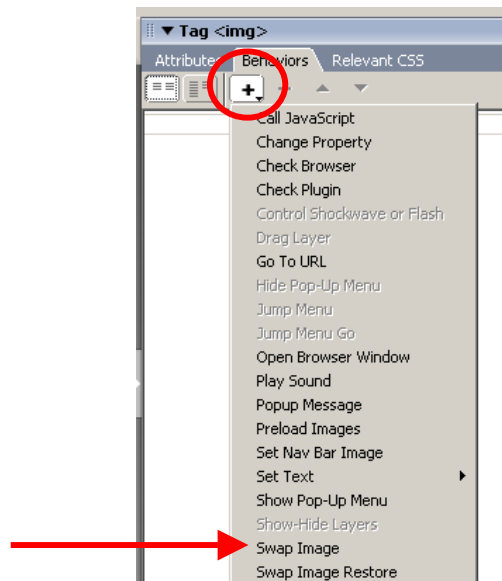 Tag <img>
Attributes Behaviors Relevant CSS
Call JavaScript
Change Property
Check Browser
Check Plugin
Control Shockwave or Flash
Drag Layer
Go To URL
Hide Pop-Up Menu
Jump Menu
Jump Menu Go
Open Browser Window
Play Sound
Popup Message
Preload Images
Set Nav Bar Image
Set Text
Show Pop-Up Menu
Show-Hide Layers
Swap Image
Swap Image Restore